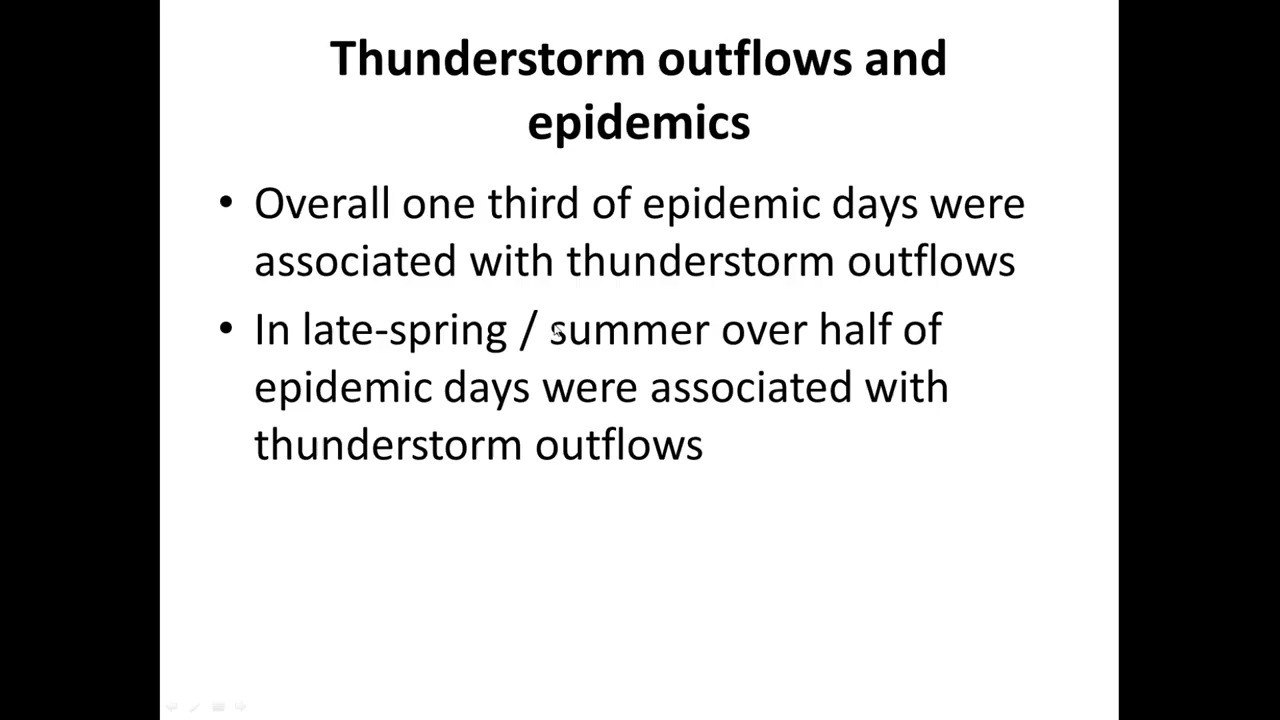 Thunderstorm outflows and
epidemics
• Overall one third of epidemic days were
associated with thunderstorm outflows
• In late-spring / summer over half of
epidemic days were associated with
thunderstorm outflows